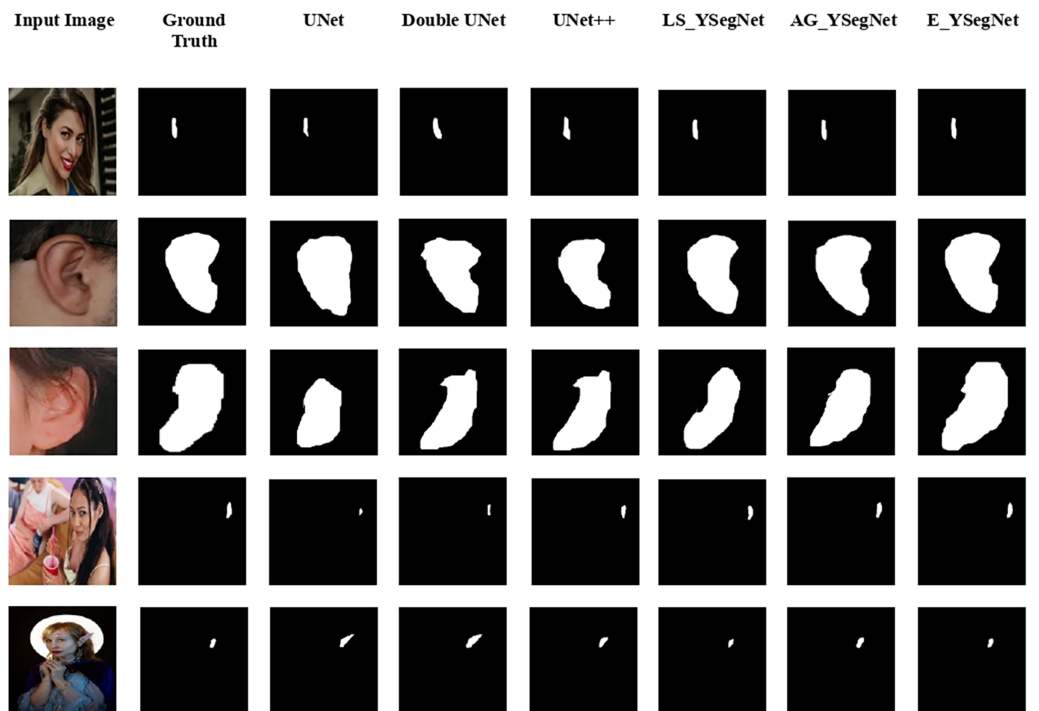 Input Image
Ground
Truth
UNet
Double UNet
UNet++
LS_YSegNet
AG_YSegNet
E_YSegNet